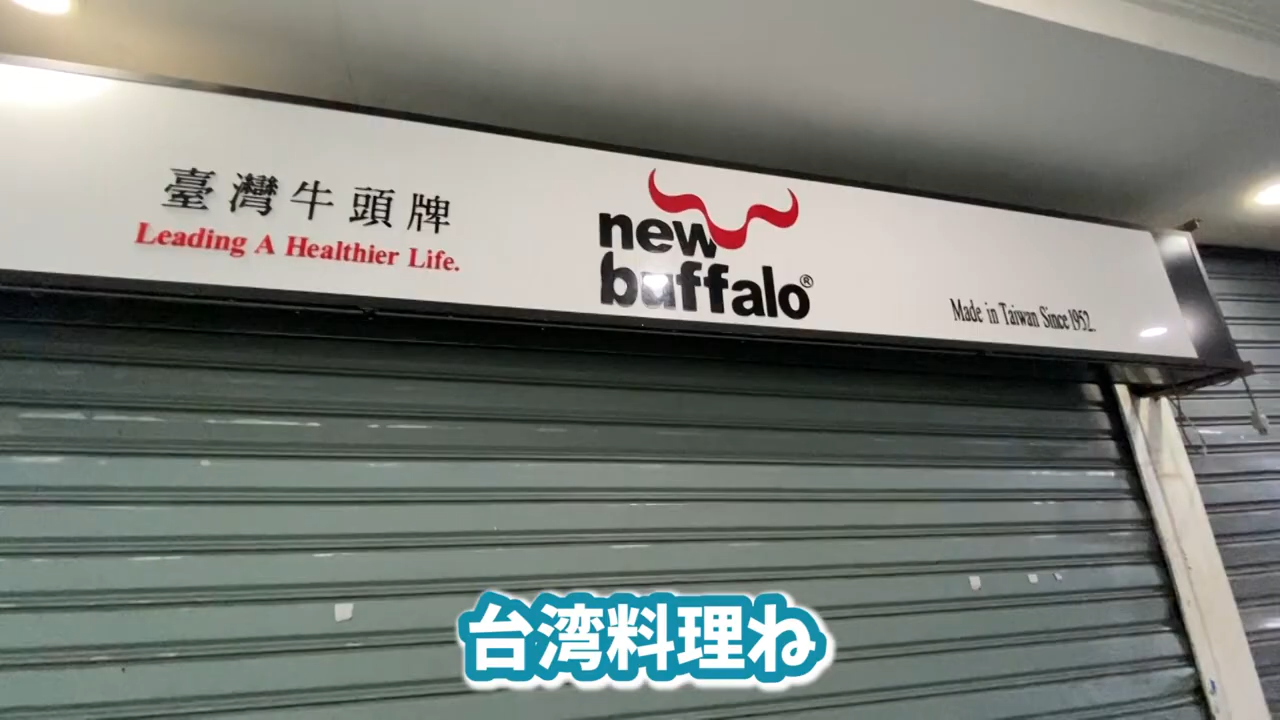 臺灣牛頭牌
Leading A Healthier Life.
new
buffalo®
Made in Taiwan Since 1952.
台湾料理ね